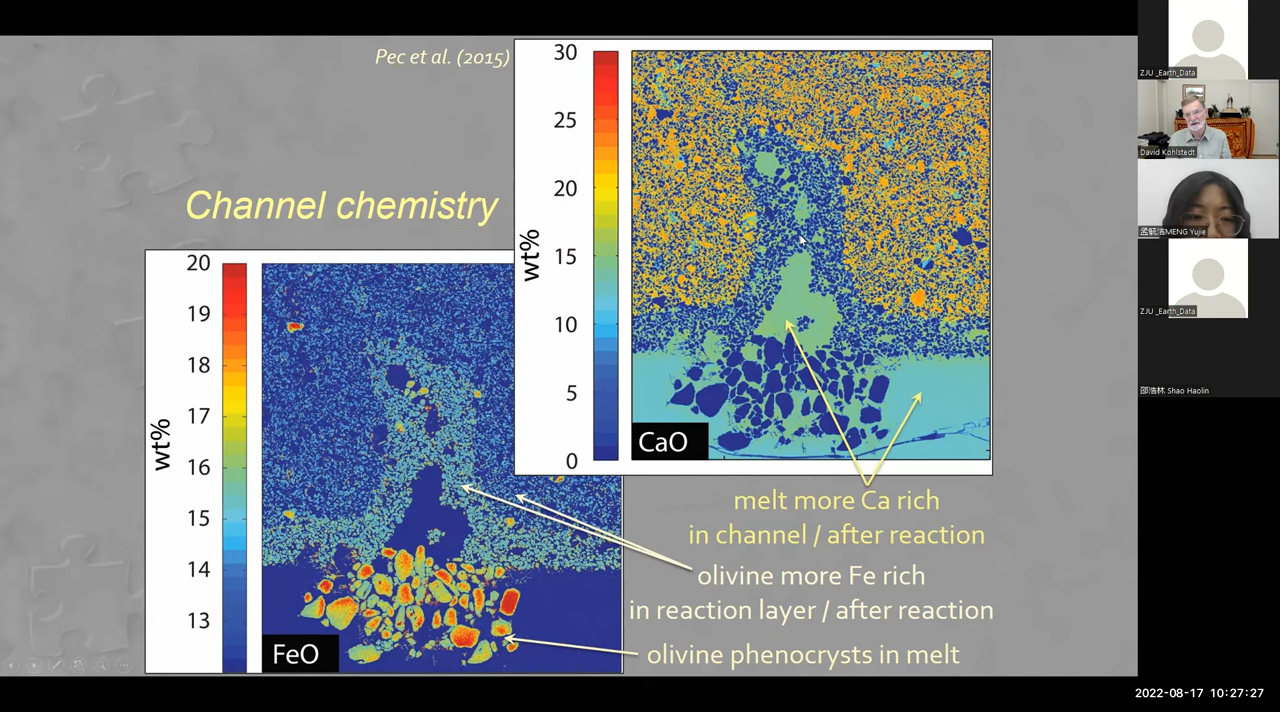 Pec et al. (2015)
Channel chemistry
30
25
20
15
10
5
0
wt%
CaO
20
19
18
17
16
15
14
13
wt%
FeO
melt more Ca rich
in channel / after reaction
olivine more Fe rich
in reaction layer / after reaction
olivine phenocrysts in melt
ZJU _Earth_Data
David Kohlstedt
孟毓洁MENG Yujie
ZJU _Earth_Data
邵浩林 Shao Haolin
2022-08-17 10:27:27